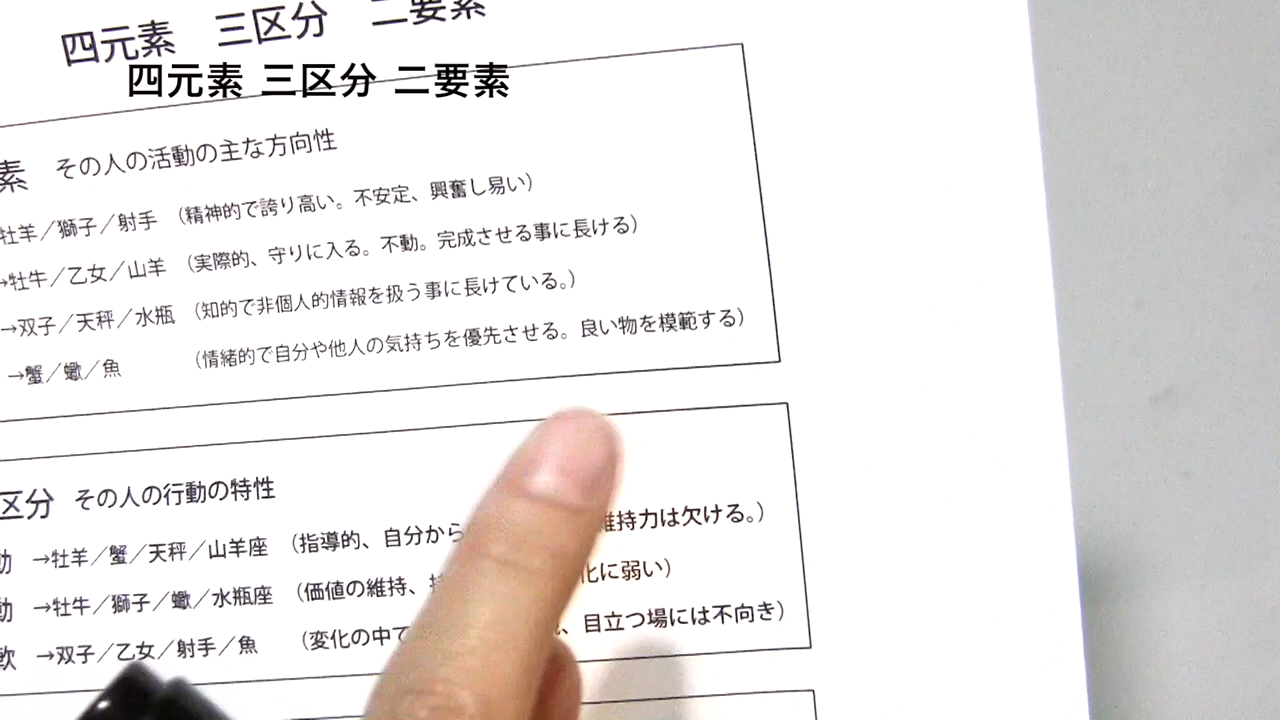 四元素 三区分 二要素
四元素 三区分 二要素
素 その人の活動の主な方向性
牡羊／獅子／射手 （精神的で誇り高い。不安定、興奮し易い）
→牡牛／乙女／山羊 （実際的、守りに入る。不動。完成させる事に長ける）
→双子／天秤／水瓶 （知的で非個人的情報を扱う事に長けている。）
→蟹／蠍／魚 （情緒的で自分や他人の気持ちを優先させる。良い物を模範する）
区分 その人の行動の特性
動 →牡羊／蟹／天秤／山羊座 （指導的、自分から 維持力は欠ける。）
動 →牡牛／獅子／蠍／水瓶座 （価値の維持、 化に弱い）
軟 →双子／乙女／射手／魚 （変化の中で 、目立つ場には不向き）